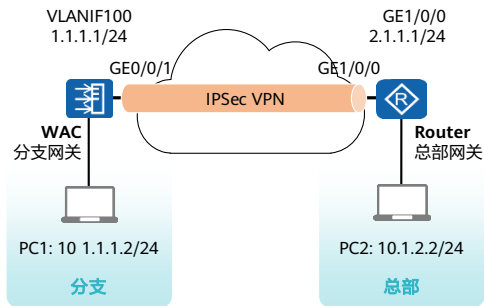 VLANIF100
1.1.1.1/24
GE1/0/0
2.1.1.1/24
GE0/0/1
GE1/0/0
IPSec VPN
R
WAC
分支网关
Router
总部网关
PC1: 10 1.1.1.2/24
PC2: 10.1.2.2/24
分支
总部